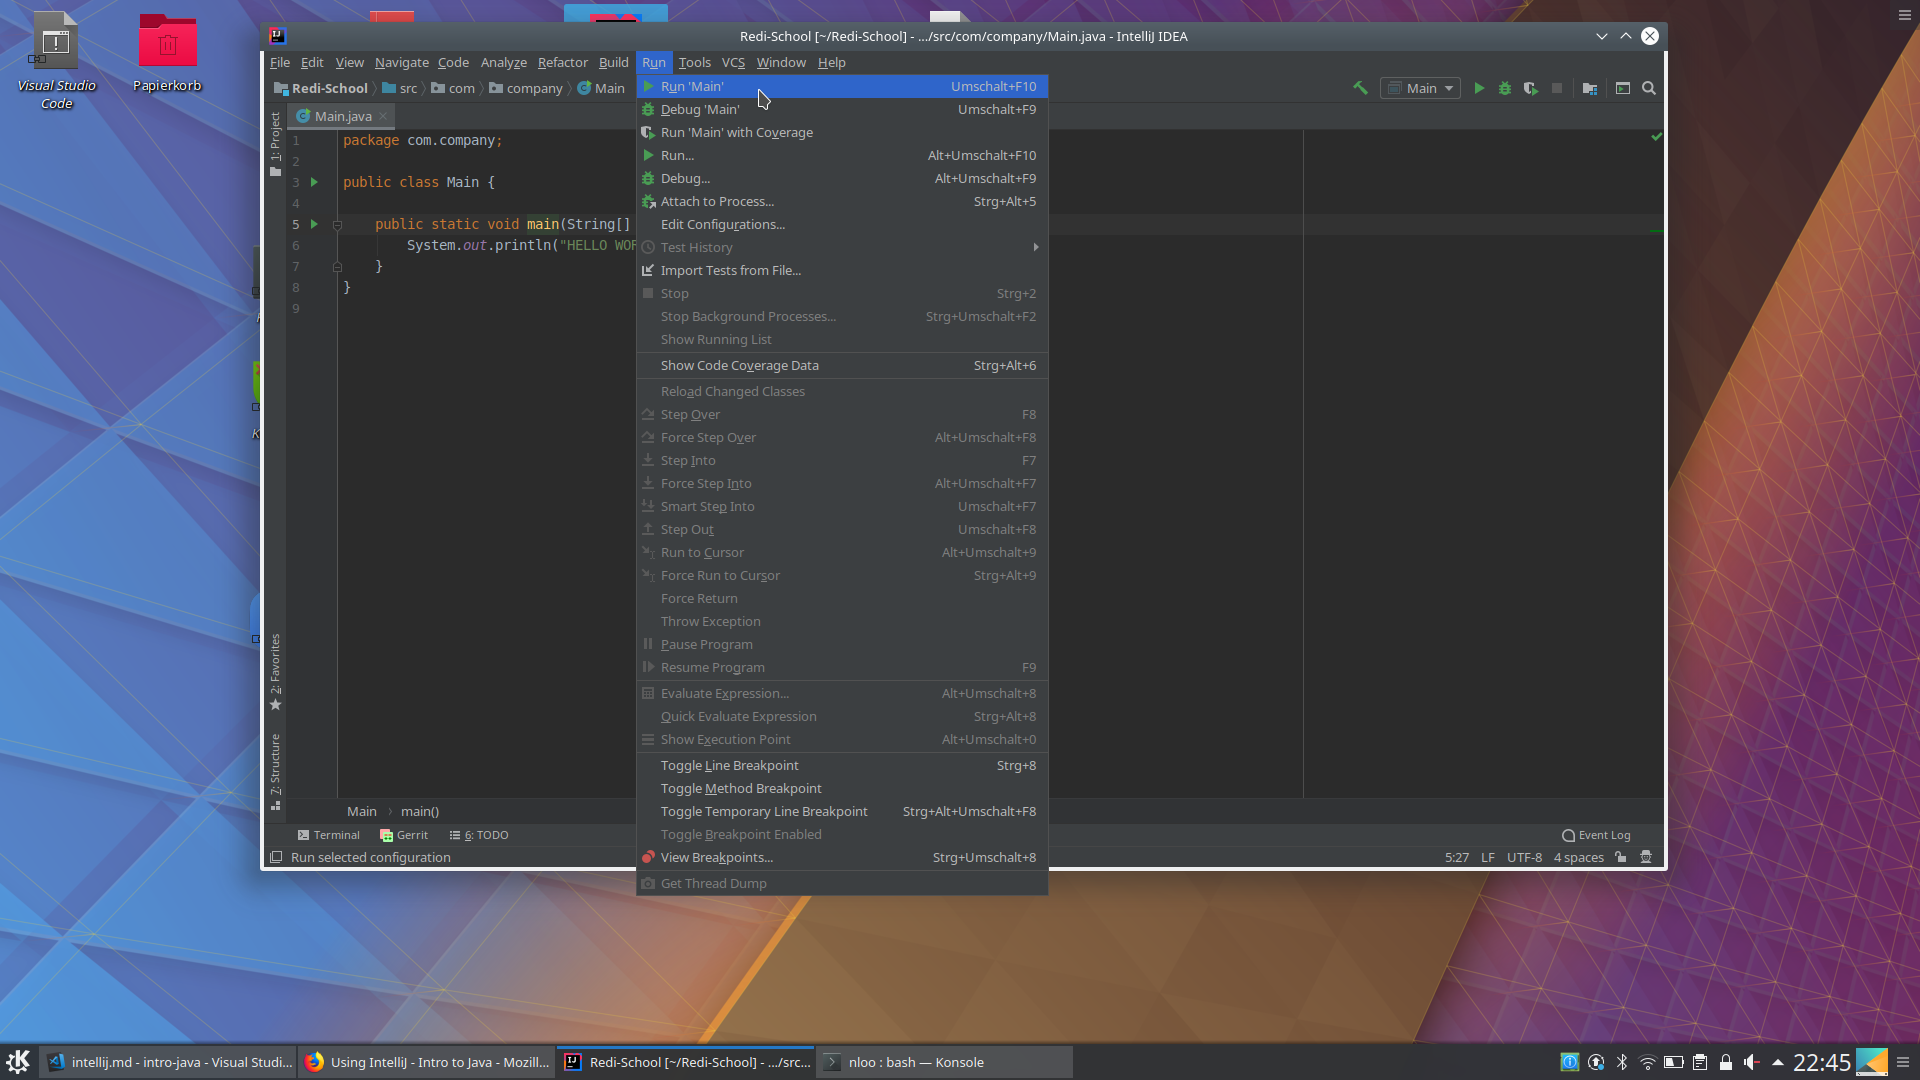 Visual Studio
Code
Papierkorb
Redi-School [~/Redi-School] - .../src/com/company/Main.java - IntelliJ IDEA
File Edit View Navigate Code Analyze Refactor Build Run Tools VCS Window Help
Redi-School src com company Main
Main
Main.java
1: Project
2: Favorites
7: Structure
1 package com.company;
2
3 public class Main {
4
5 public static void main(String[]
6 System.out.println("HELLO WOR
7 }
8 }
9
Run 'Main' Umschalt+F10
Debug 'Main' Umschalt+F9
Run 'Main' with Coverage
Run... Alt+Umschalt+F10
Debug... Alt+Umschalt+F9
Attach to Process... Strg+Alt+5
Edit Configurations...
Test History
Import Tests from File...
Stop Strg+2
Stop Background Processes... Strg+Umschalt+F2
Show Running List
Show Code Coverage Data Strg+Alt+6
Reload Changed Classes
Step Over F8
Force Step Over Alt+Umschalt+F8
Step Into F7
Force Step Into Alt+Umschalt+F7
Smart Step Into Umschalt+F7
Step Out Umschalt+F8
Run to Cursor Alt+Umschalt+9
Force Run to Cursor Strg+Alt+9
Force Return
Throw Exception
Pause Program
Resume Program F9
Evaluate Expression... Alt+Umschalt+8
Quick Evaluate Expression Strg+Alt+8
Show Execution Point Alt+Umschalt+0
Toggle Line Breakpoint Strg+8
Toggle Method Breakpoint
Toggle Temporary Line Breakpoint Strg+Alt+Umschalt+F8
Toggle Breakpoint Enabled
View Breakpoints... Strg+Umschalt+8
Get Thread Dump
Main main()
Terminal Gerrit 6: TODO Event Log
Run selected configuration 5:27 LF UTF-8 4 spaces
intellij.md - intro-java - Visual Studi... Using IntelliJ - Intro to Java - Mozill... Redi-School [~/Redi-School] - .../src... nloo : bash — Konsole 22:45